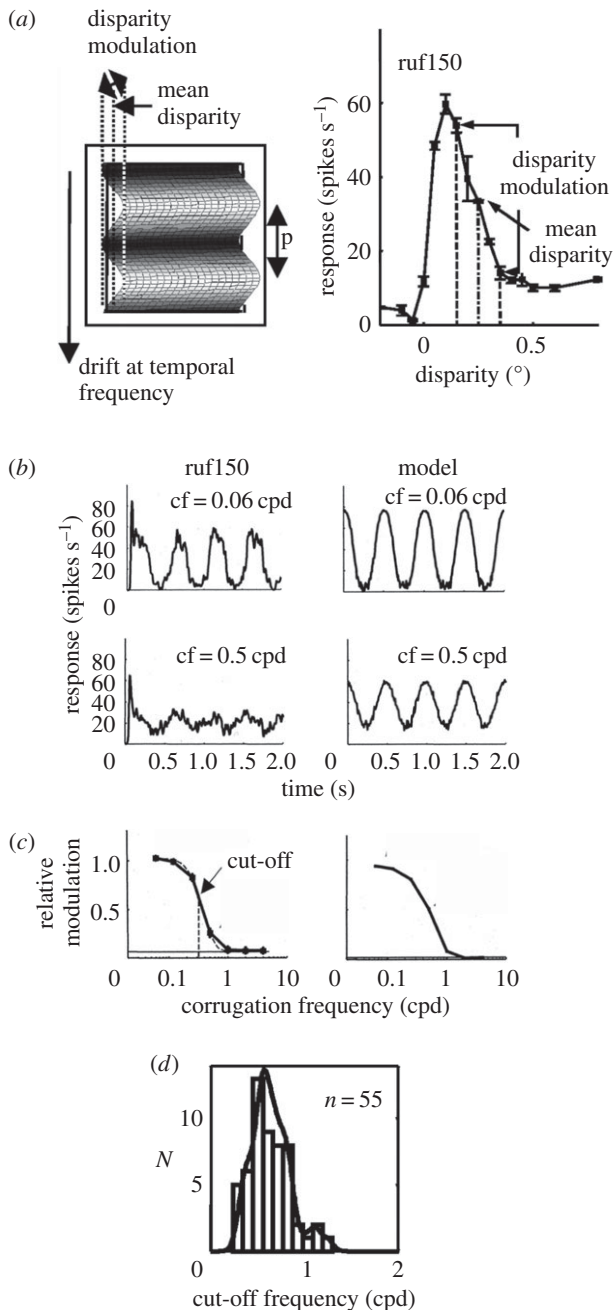 (a)
disparity
modulation
mean
disparity
p
drift at temporal
frequency
response (spikes s⁻¹)
60
40
20
0
ruf150
disparity
modulation
mean
disparity
0 0.5
disparity (°)
(b)
ruf150 model
response (spikes s⁻¹)
80
60
40
20
0
cf = 0.06 cpd
cf = 0.06 cpd
80
60
40
20
cf = 0.5 cpd
cf = 0.5 cpd
0 0.5 1.0 1.5 2.0 0 0.5 1.0 1.5 2.0
time (s)
(c)
relative
modulation
1.0
0.5
cut-off
0 0.1 1 10 0 0.1 1 10
corrugation frequency (cpd)
(d)
N
10
5
n = 55
0 1 2
cut-off frequency (cpd)